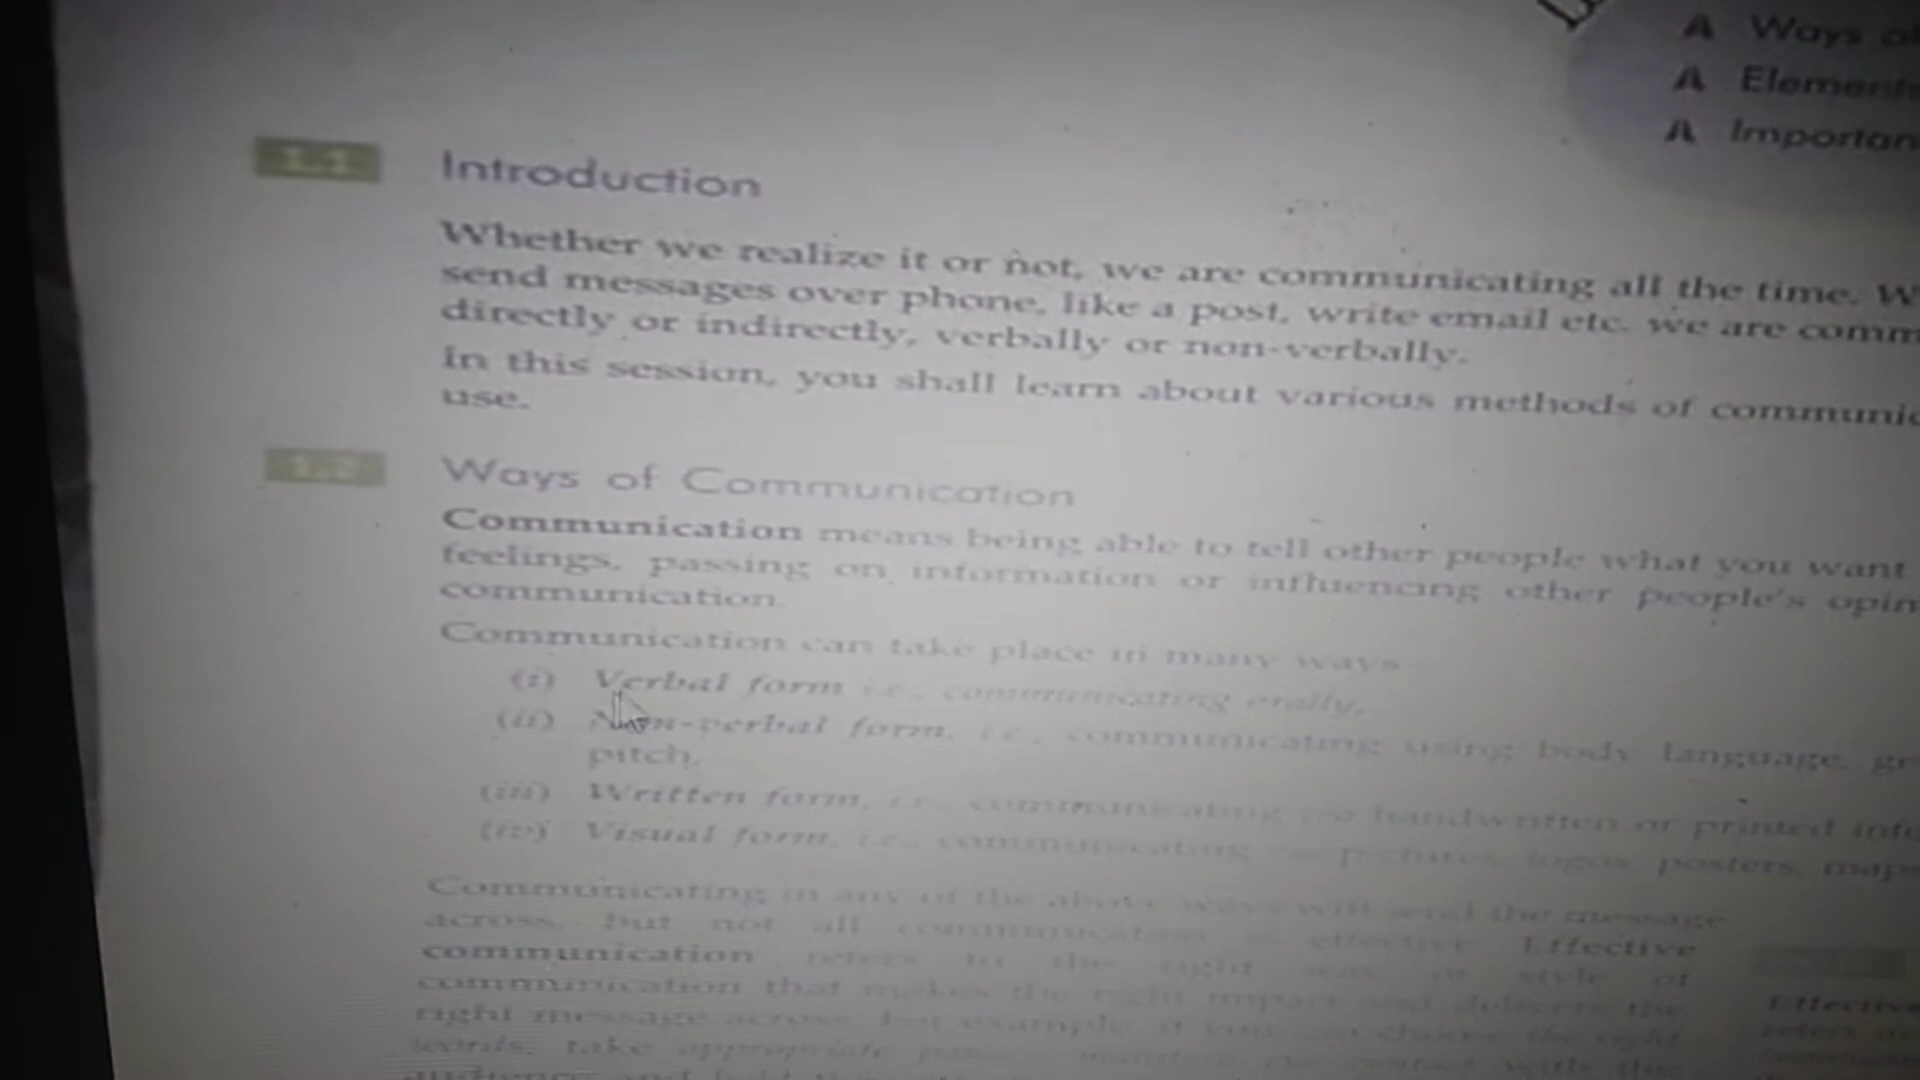 Ways of
Elements
Importan
1.1 Introduction
Whether we realize it or not, we are communicating all the time. W
send messages over phone, like a post, write email etc. we are comm
directly or indirectly, verbally or non-verbally.
In this session, you shall learn about various methods of communic
use.
1.2 Ways of Communication
Communication means being able to tell other people what you want
feelings, passing on information or influencing other people's opin
communication.
Communication can take place in many ways
(i) Verbal form i.e., communicating orally.
(ii) Non-verbal form, i.e., communicating using body language, ge
pitch.
(iii) Written form, i.e., communicating via handwritten or printed info
(iv) Visual form, i.e., communicating via pictures, logos, posters, maps
Communicating in any of the above ways will send the message
across, but not all communication is effective. Effective
communication refers to the right way or style of
communication that makes the right impact and delivers the
right message across. For example, if you can choose the right
words, take appropriate contact with the
Effective
refers to